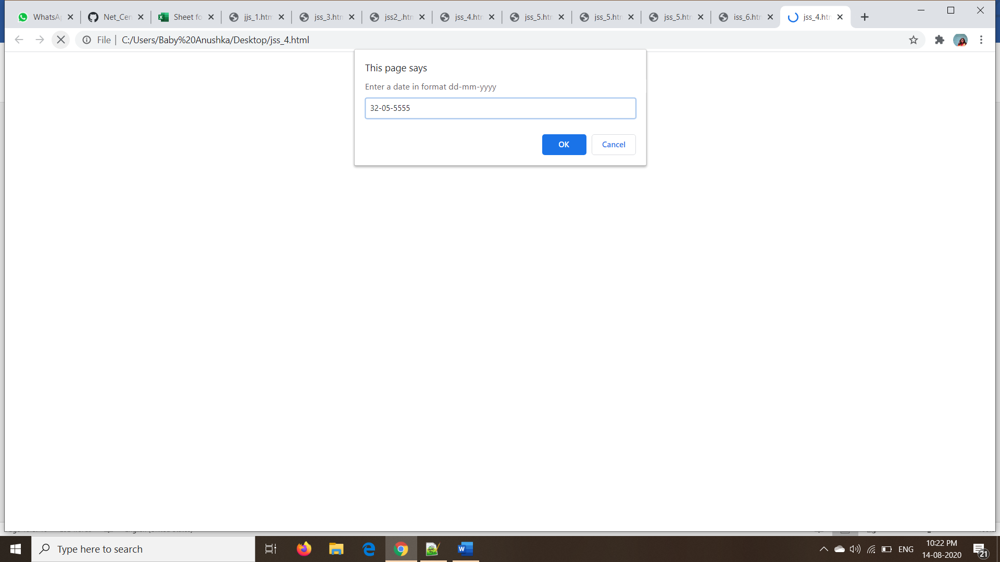 WhatsA
Net_Cen
Sheet fo
jjs_1.htm
jss_3.htm
jss2_.htm
jss_4.htm
jss_5.htm
jss_5.htm
jss_5.htm
iss_6.htm
jss_4.htm
File | C:/Users/Baby%20Anushka/Desktop/jss_4.html
This page says
Enter a date in format dd-mm-yyyy
32-05-5555
OK
Cancel
Type here to search
ENG
10:22 PM
14-08-2020
21